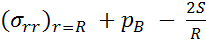 (σ_rr)_{r=R} + p_B − 2S/R